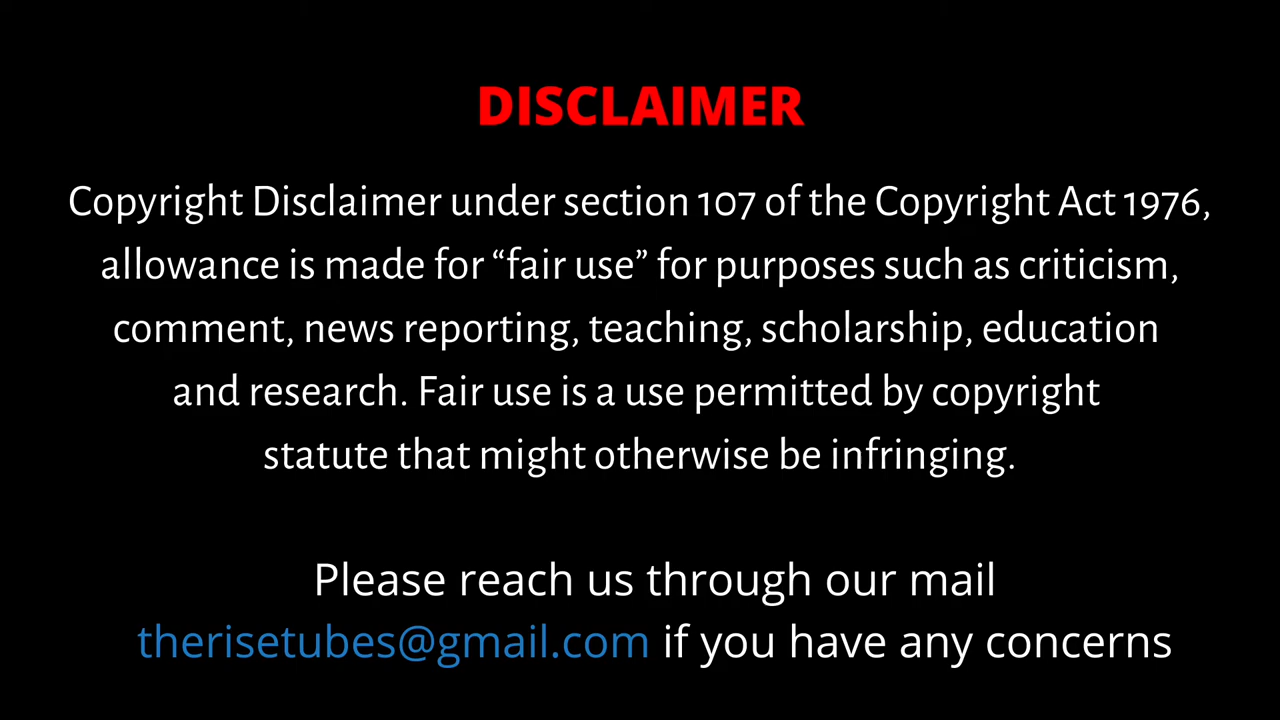 DISCLAIMER
Copyright Disclaimer under section 107 of the Copyright Act 1976,
allowance is made for “fair use” for purposes such as criticism,
comment, news reporting, teaching, scholarship, education
and research. Fair use is a use permitted by copyright
statute that might otherwise be infringing.
Please reach us through our mail
therisetubes@gmail.com if you have any concerns